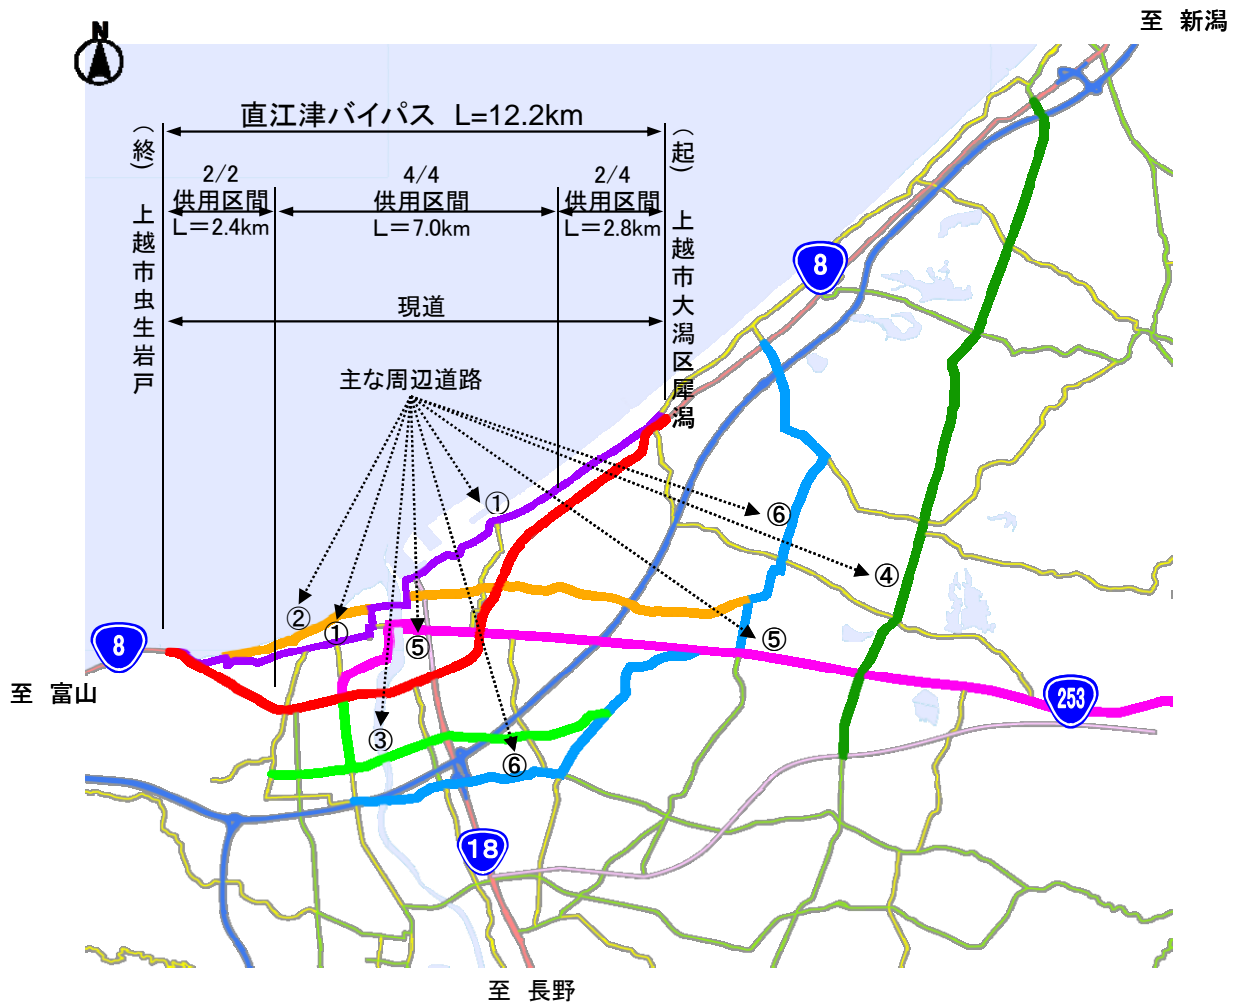 至 新潟
N
直江津バイパス L=12.2km
（終） 上越市虫生岩戸
（起） 上越市大潟区犀潟
2/2
供用区間
L=2.4km
4/4
供用区間
L=7.0km
2/4
供用区間
L=2.8km
現道
主な周辺道路
8
①
⑥
④
②
①
⑤
⑤
8
至 富山
253
③
⑥
18
至 長野